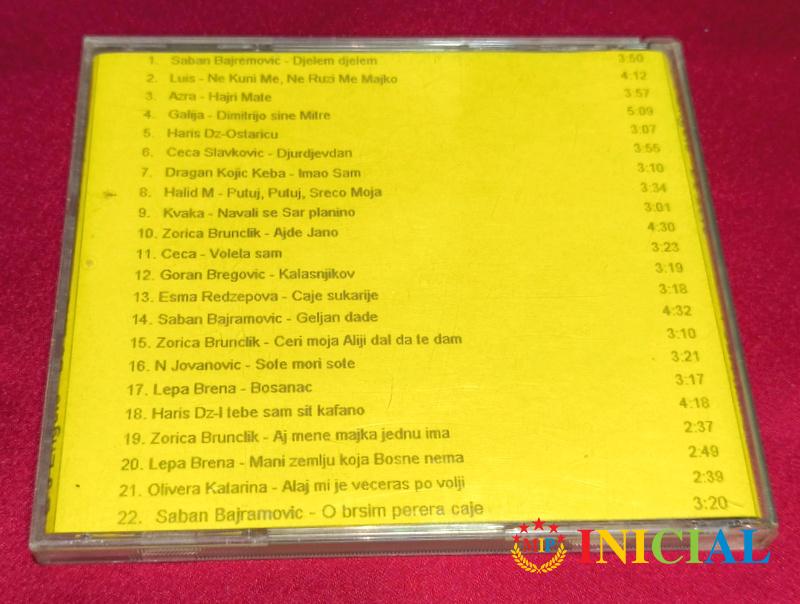 1. Saban Bajremovic - Djelem djelem 3:50
2. Luis - Ne Kuni Me, Ne Ruzi Me Majko 4:12
3. Azra - Hajri Mate 3:57
4. Galija - Dimitrijo sine Mitre 5:09
5. Haris Dz-Ostaricu 3:07
6. Ceca Slavkovic - Djurdjevdan 3:55
7. Dragan Kojic Keba - Imao Sam 3:10
8. Halid M - Putuj, Putuj, Sreco Moja 3:34
9. Kvaka - Navali se Sar planino 3:01
10. Zorica Brunclik - Ajde Jano 4:30
11. Ceca - Volela sam 3:23
12. Goran Bregovic - Kalasnjikov 3:19
13. Esma Redzepova - Caje sukarije 3:18
14. Saban Bajramovic - Geljan dade 4:32
15. Zorica Brunclik - Ceri moja Aliji dal da te dam 3:10
16. N Jovanovic - Sote mori sote 3:21
17. Lepa Brena - Bosanac 3:17
18. Haris Dz-I tebe sam sit kafano 4:18
19. Zorica Brunclik - Aj mene majka jednu ima 2:37
20. Lepa Brena - Mani zemlju koja Bosne nema 2:49
21. Olivera Katarina - Alaj mi je veceras po volji 2:39
22. Saban Bajramovic - O brsim perera caje 3:20
MIP INICIAL